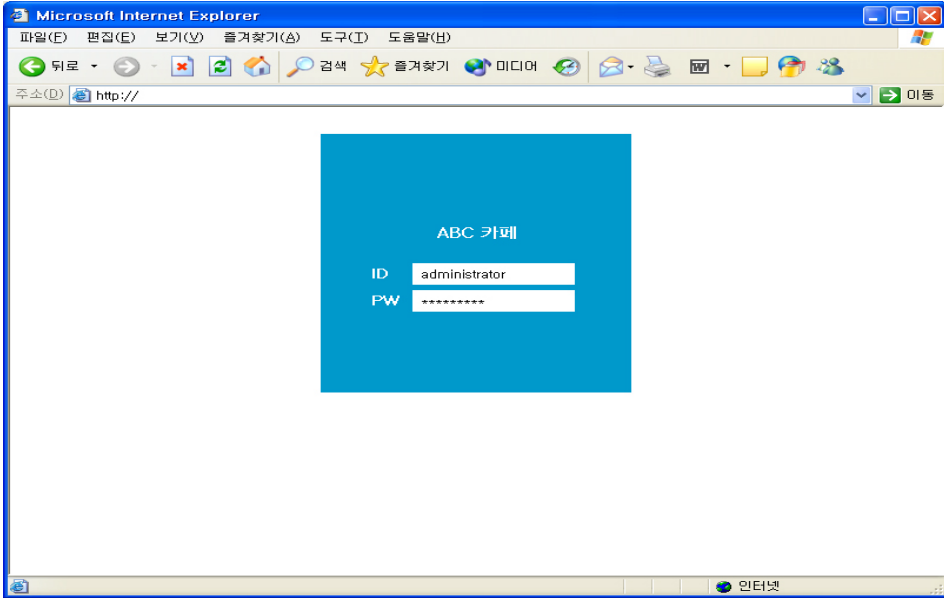 Microsoft Internet Explorer
파일(F) 편집(E) 보기(V) 즐겨찾기(A) 도구(T) 도움말(H)
뒤로 검색 즐겨찾기 미디어
주소(D) http:// 이동
ABC 카페
ID administrator
PW *********
인터넷